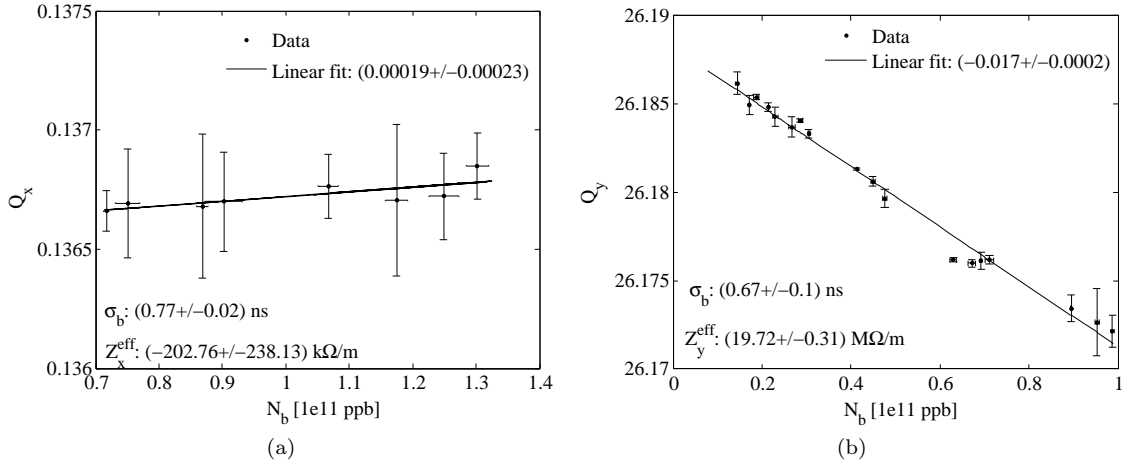 0.1375
Data
Linear fit: (0.00019+/−0.00023)
0.137
Q_x
0.1365
σ_b: (0.77+/−0.02) ns
Z_x^eff: (−202.76+/−238.13) kΩ/m
0.136
0.7 0.8 0.9 1 1.1 1.2 1.3 1.4
N_b [1e11 ppb]
(a)
26.19
Data
Linear fit: (−0.017+/−0.0002)
26.185
Q_y
26.18
26.175
σ_b: (0.67+/−0.1) ns
Z_y^eff: (19.72+/−0.31) MΩ/m
26.17
0 0.2 0.4 0.6 0.8 1
N_b [1e11 ppb]
(b)